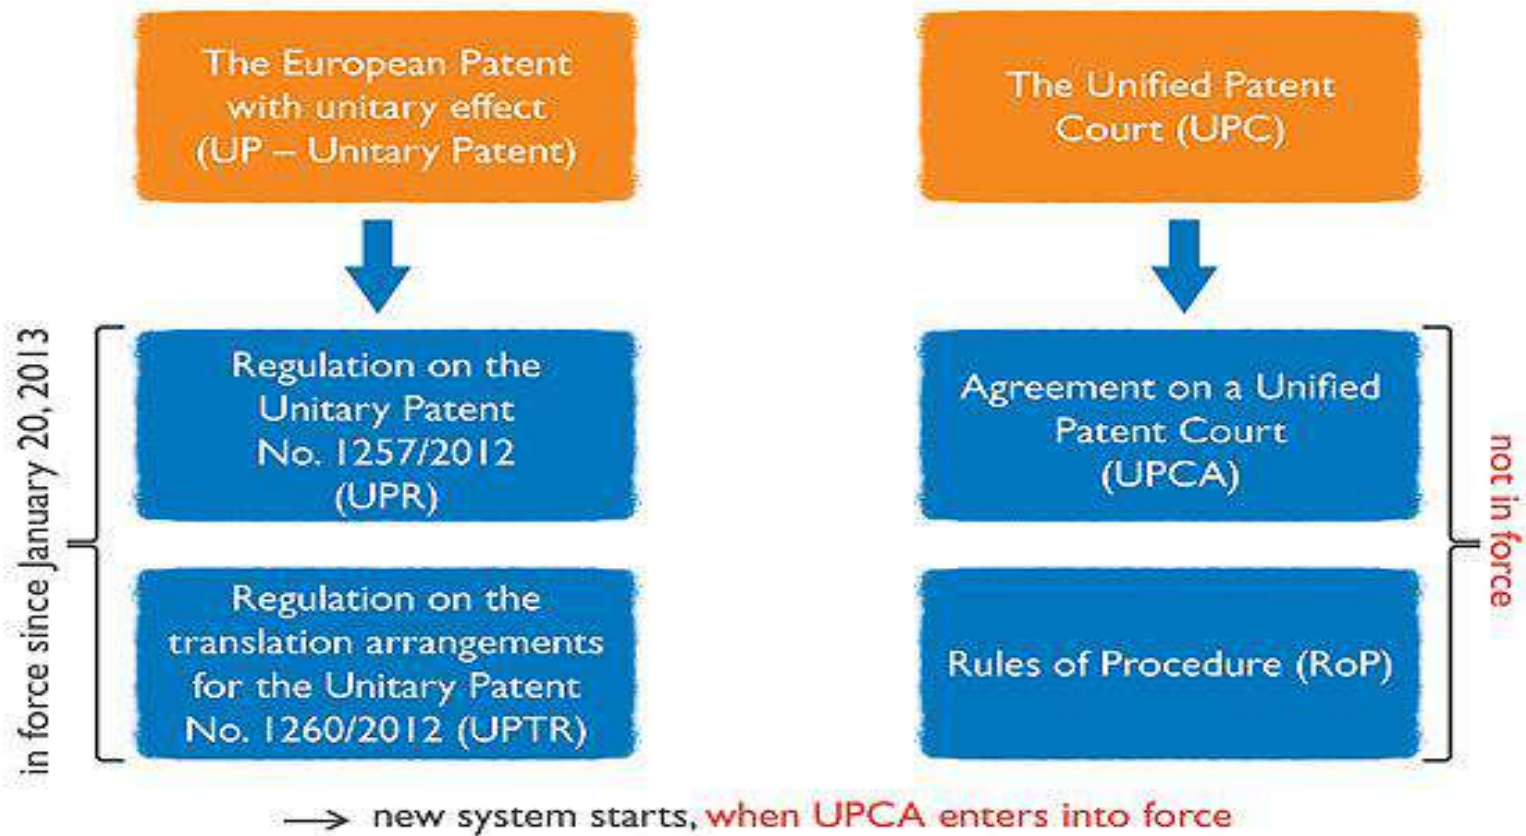 The European Patent
with unitary effect
(UP – Unitary Patent)
The Unified Patent
Court (UPC)
in force since January 20, 2013
Regulation on the
Unitary Patent
No. 1257/2012
(UPR)
Regulation on the
translation arrangements
for the Unitary Patent
No. 1260/2012 (UPTR)
Agreement on a Unified
Patent Court
(UPCA)
Rules of Procedure (RoP)
not in force
→ new system starts, when UPCA enters into force